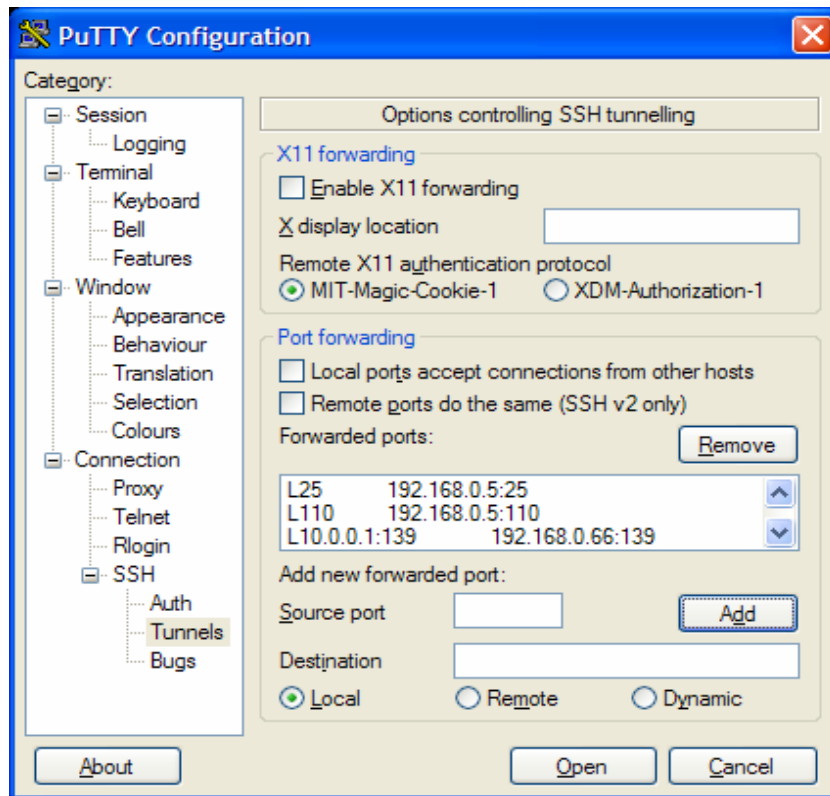 PuTTY Configuration
Category:
Session
Logging
Terminal
Keyboard
Bell
Features
Window
Appearance
Behaviour
Translation
Selection
Colours
Connection
Proxy
Telnet
Rlogin
SSH
Auth
Tunnels
Bugs
Options controlling SSH tunnelling
X11 forwarding
Enable X11 forwarding
X display location
Remote X11 authentication protocol
MIT-Magic-Cookie-1 XDM-Authorization-1
Port forwarding
Local ports accept connections from other hosts
Remote ports do the same (SSH v2 only)
Forwarded ports: Remove
L25 192.168.0.5:25
L110 192.168.0.5:110
L10.0.0.1:139 192.168.0.66:139
Add new forwarded port:
Source port Add
Destination
Local Remote Dynamic
About Open Cancel